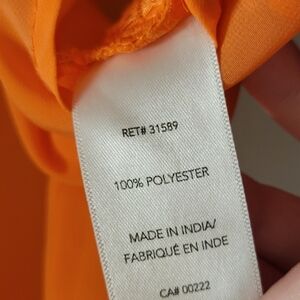 RET# 31589
100% POLYESTER
MADE IN INDIA/
FABRIQUÉ EN INDE
CA# 00222